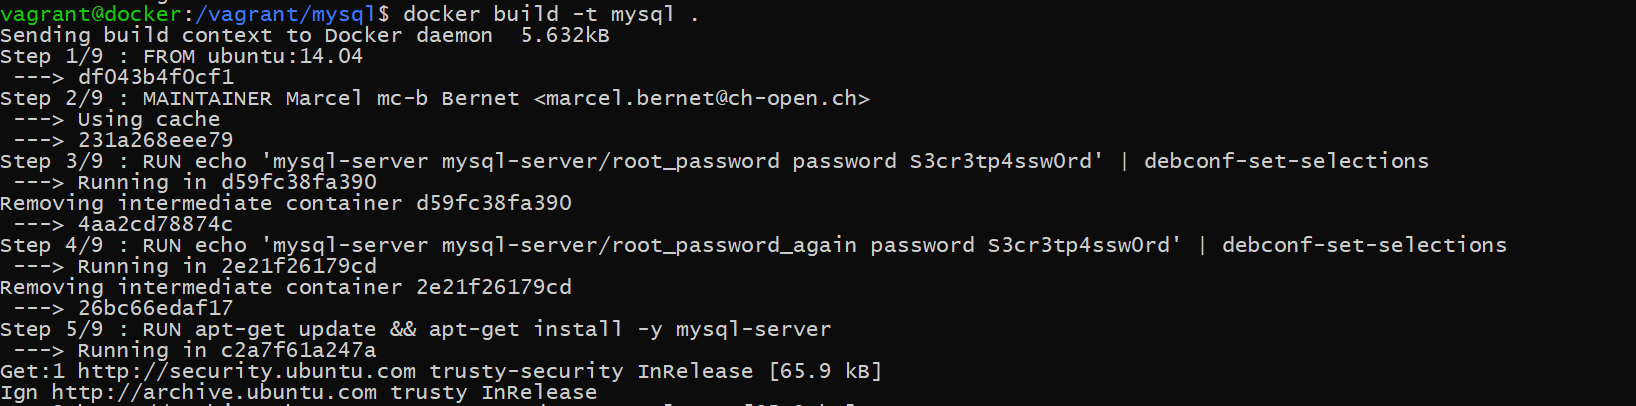 vagrant@docker:/vagrant/mysql$ docker build -t mysql .
Sending build context to Docker daemon  5.632kB
Step 1/9 : FROM ubuntu:14.04
 ---> df043b4f0cf1
Step 2/9 : MAINTAINER Marcel mc-b Bernet <marcel.bernet@ch-open.ch>
 ---> Using cache
 ---> 231a268eee79
Step 3/9 : RUN echo 'mysql-server mysql-server/root_password password S3cr3tp4ssw0rd' | debconf-set-selections
 ---> Running in d59fc38fa390
Removing intermediate container d59fc38fa390
 ---> 4aa2cd78874c
Step 4/9 : RUN echo 'mysql-server mysql-server/root_password_again password S3cr3tp4ssw0rd' | debconf-set-selections
 ---> Running in 2e21f26179cd
Removing intermediate container 2e21f26179cd
 ---> 26bc66edaf17
Step 5/9 : RUN apt-get update && apt-get install -y mysql-server
 ---> Running in c2a7f61a247a
Get:1 http://security.ubuntu.com trusty-security InRelease [65.9 kB]
Ign http://archive.ubuntu.com trusty InRelease